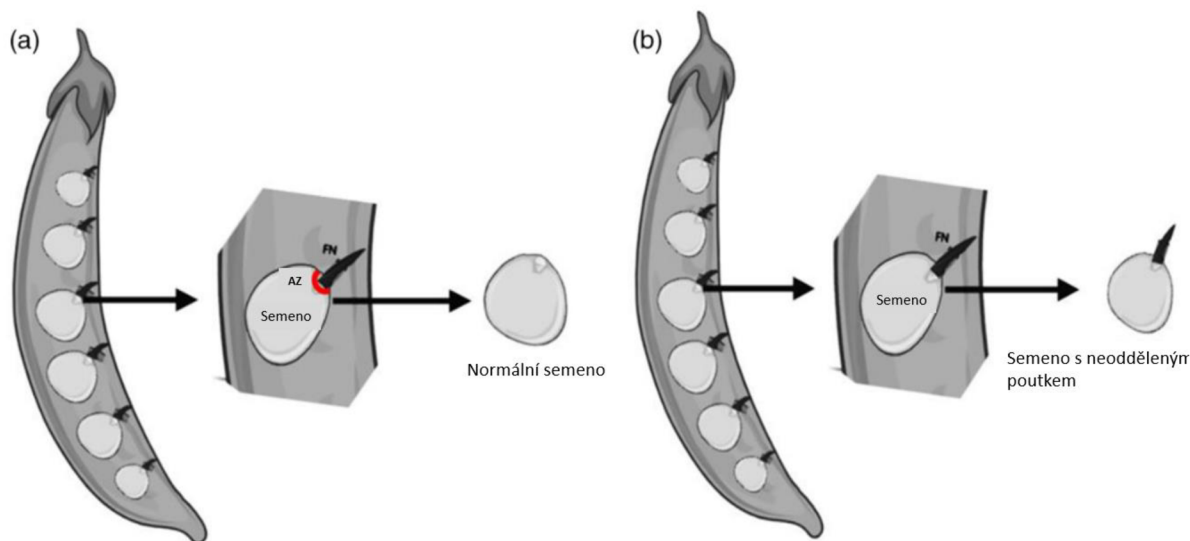 (a)
FN
AZ
Semeno
Normální semeno
(b)
FN
Semeno
Semeno s neodděleným
poutkem